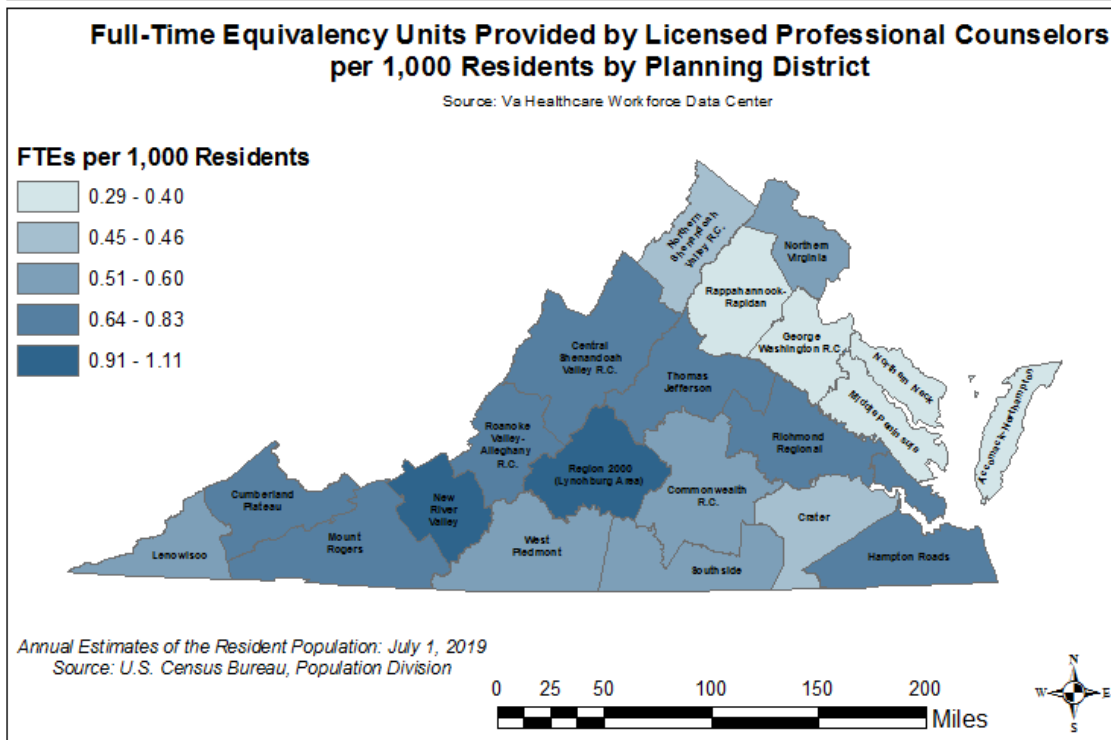 Full-Time Equivalency Units Provided by Licensed Professional Counselors
per 1,000 Residents by Planning District
Source: Va Healthcare Workforce Data Center
FTEs per 1,000 Residents
0.29 - 0.40
0.45 - 0.46
0.51 - 0.60
0.64 - 0.83
0.91 - 1.11
Northern
Shenandoah
Valley R.C.
Northern
Virginia
Rappahannock-
Rapidan
George
Washington R.C.
Northern Neck
Middle Peninsula
Accomack-Northampton
Central
Shenandoah
Valley R.C.
Thomas
Jefferson
Roanoke
Valley-
Alleghany
R.C.
Richmond
Regional
Region 2000
(Lynchburg Area)
Commonwealth
R.C.
Cumberland
Plateau
New
River
Valley
Crater
Mount
Rogers
West
Piedmont
Lenowisco
Southside
Hampton Roads
Annual Estimates of the Resident Population: July 1, 2019
Source: U.S. Census Bureau, Population Division
0 25 50 100 150 200
Miles
N
W E
S